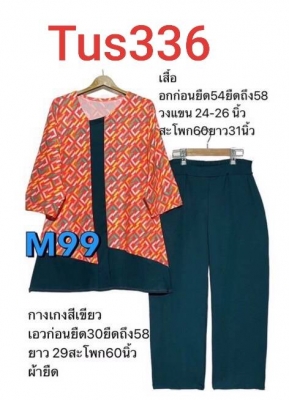 Tus336
เสื้อ
อกก่อนยืด54ยืดถึง58
วงแขน 24-26 นิ้ว
สะโพก60ยาว31นิ้ว
M99
กางเกงสีเขียว
เอวก่อนยืด30ยืดถึง58
ยาว 29สะโพก60นิ้ว
ผ้ายืด